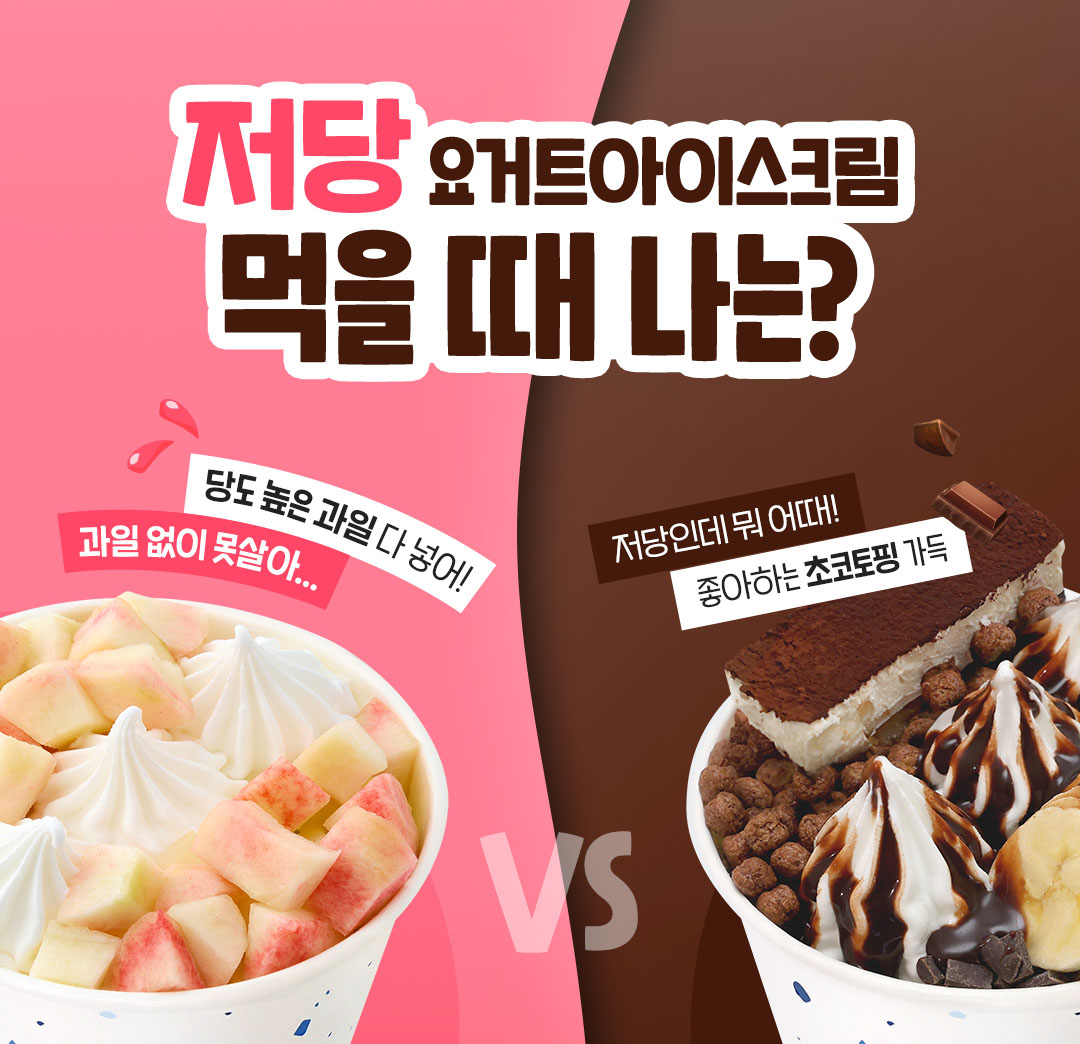 저당 요거트아이스크림
먹을 때 나는?
당도 높은 과일 다 넣어!
과일 없이 못살아...
저당인데 뭐 어때!
좋아하는 초코토핑 가득
VS